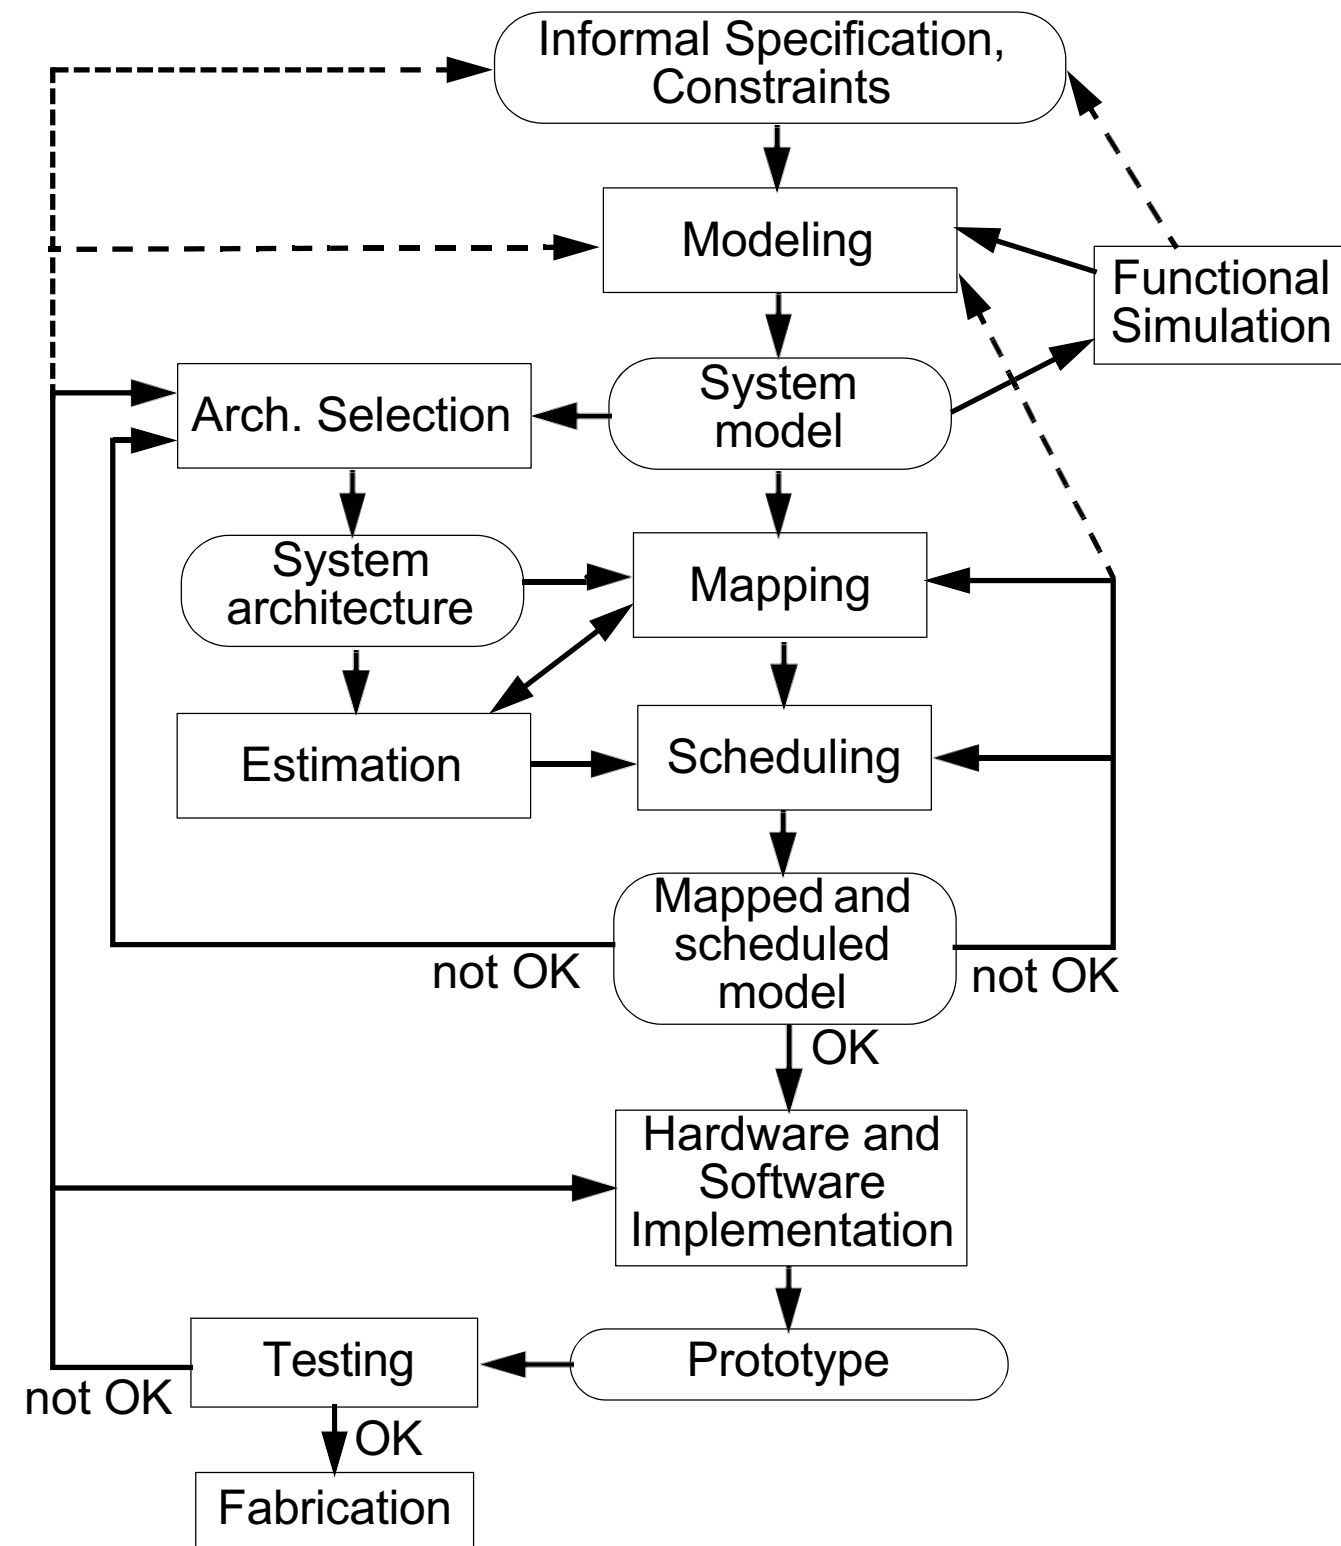 Informal Specification,
Constraints
Modeling
Functional
Simulation
System
model
Arch. Selection
System
architecture
Mapping
Estimation
Scheduling
Mapped and
scheduled
model
not OK
not OK
OK
Hardware and
Software
Implementation
Prototype
Testing
not OK
OK
Fabrication